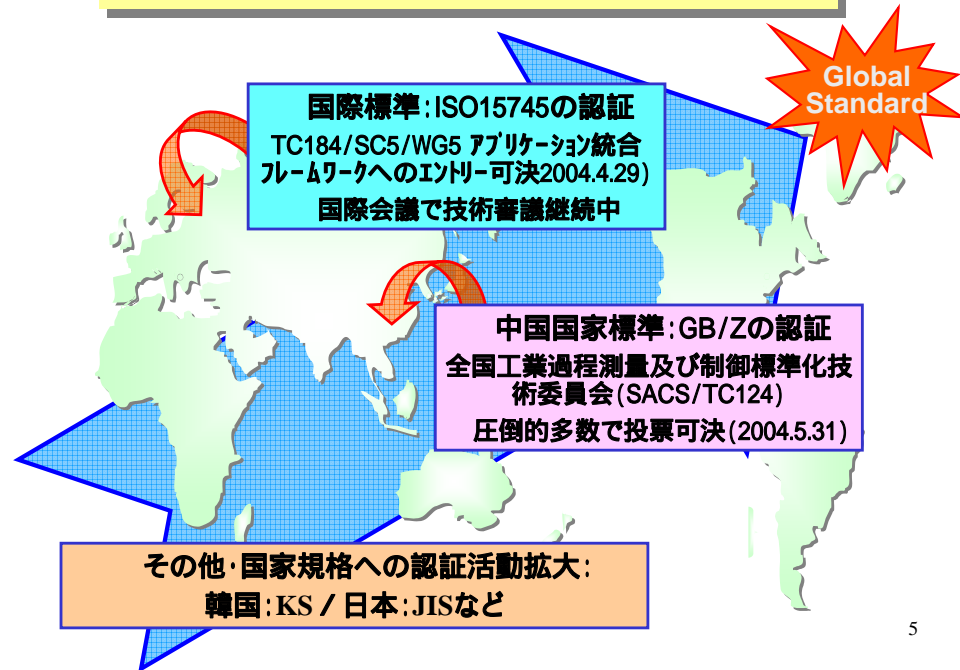 Global
Standard
国際標準:ISO15745の認証
TC184/SC5/WG5 ｱﾌﾟﾘｹｰｼｮﾝ統合
ﾌﾚｰﾑﾜｰｸへのｴﾝﾄﾘｰ可決2004.4.29)
国際会議で技術審議継続中
中国国家標準:GB/Zの認証
全国工業過程測量及び制御標準化技
術委員会(SACS/TC124)
圧倒的多数で投票可決(2004.5.31)
その他･国家規格への認証活動拡大:
韓国:KS / 日本:JISなど
5